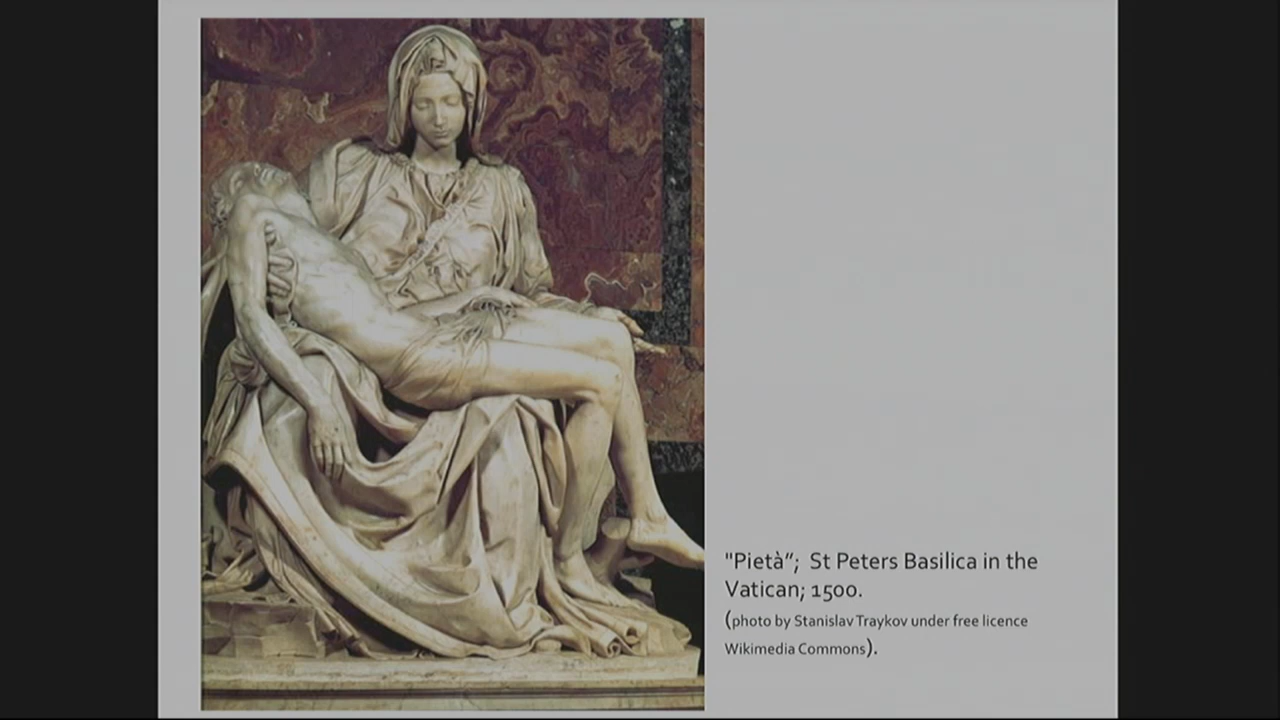 "Pietà”; St Peters Basilica in the
Vatican; 1500.
(photo by Stanislav Traykov under free licence
Wikimedia Commons).